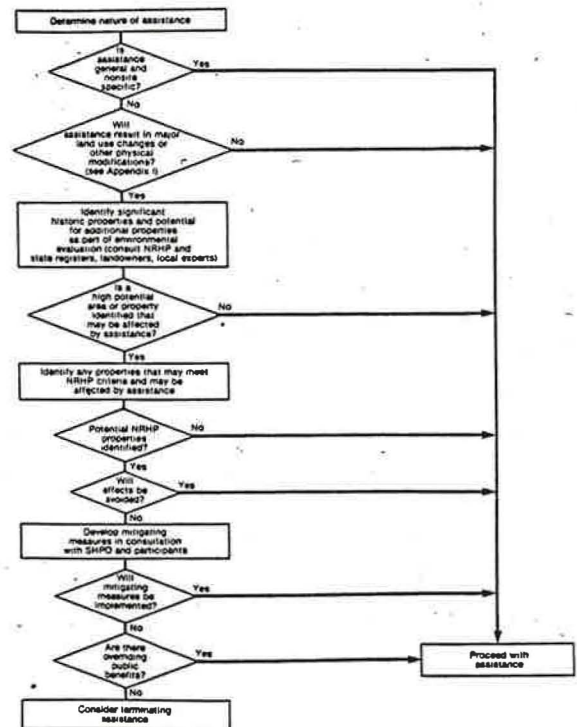 Determine nature of assistance
Is
assistance
general and
nonsite
specific?
Yes
No
Will
assistance result in major
land use changes or
other physical
modifications?
(see Appendix I)
No
Yes
Identify significant
historic properties and potential
for additional properties
as part of environmental
evaluation (consult NRHP and
state registers, landowners, local experts)
Is a
high potential
area or property
identified that
may be affected
by assistance?
No
Yes
Identify any properties that may meet
NRHP criteria and may be
affected by assistance
Potential NRHP
properties
identified?
No
Yes
Will
effects be
avoided?
Yes
No
Develop mitigating
measures in consultation
with SHPO and participants
Will
mitigating
measures be
implemented?
Yes
No
Are there
overriding
public
benefits?
Yes
Proceed with
assistance
No
Consider terminating
assistance